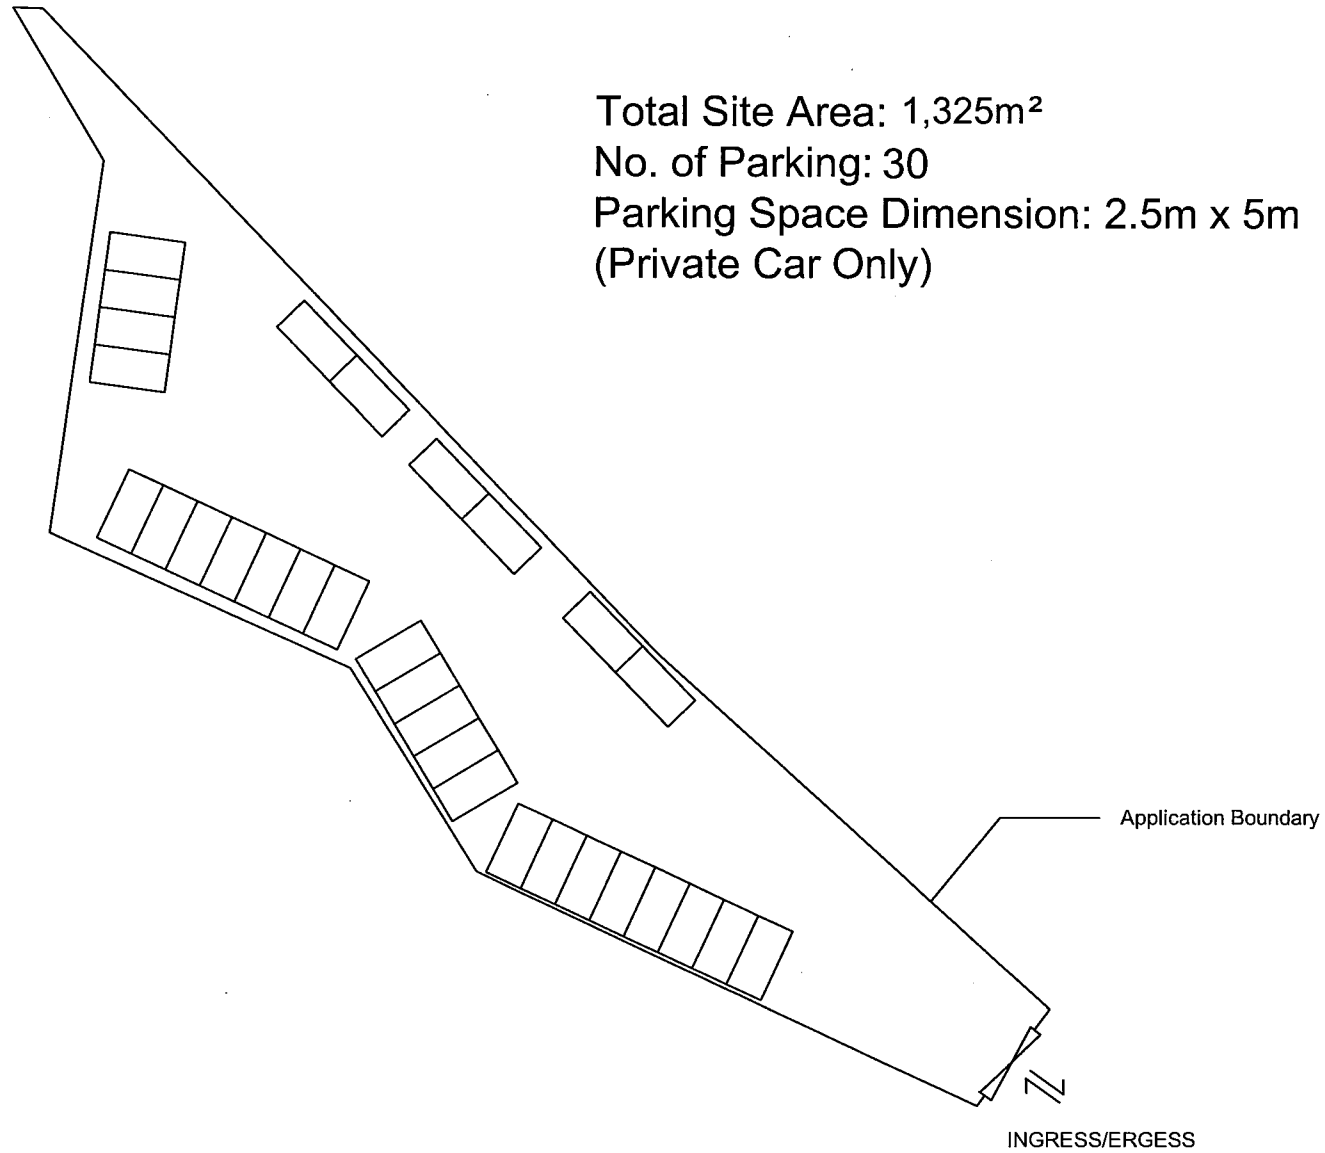 Total Site Area: 1,325m²
No. of Parking: 30
Parking Space Dimension: 2.5m x 5m
(Private Car Only)
Application Boundary
INGRESS/ERGESS